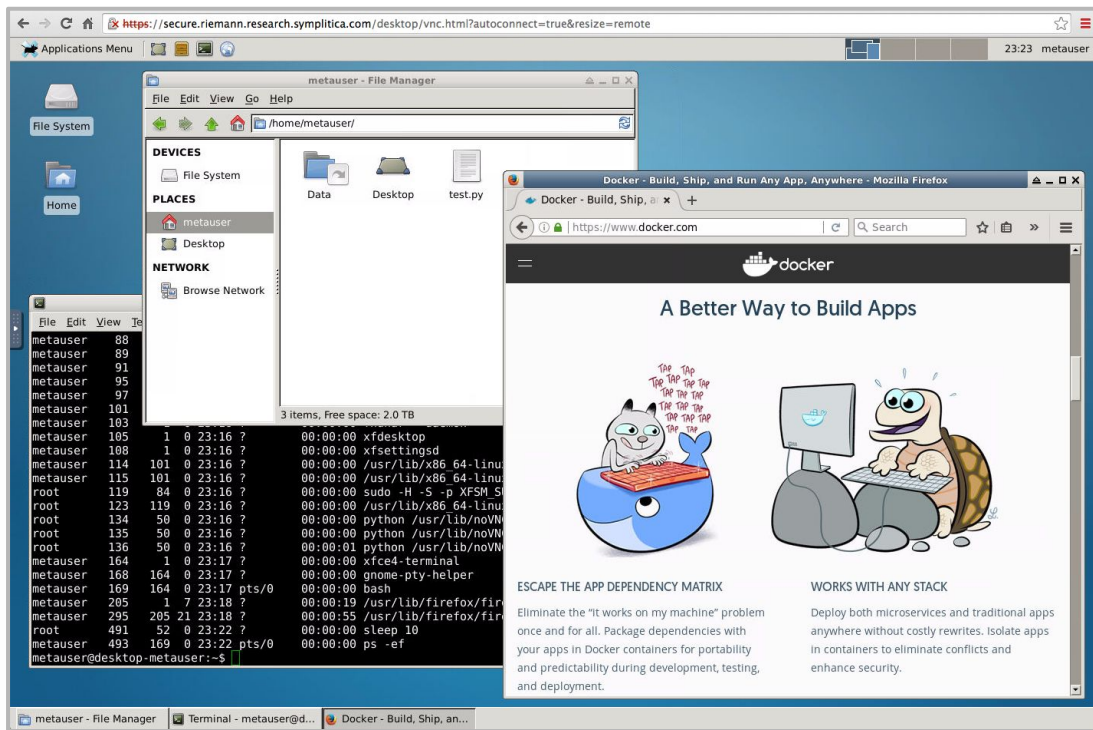 https://secure.riemann.research.symplitica.com/desktop/vnc.html?autoconnect=true&resize=remote
Applications Menu
23:23 metauser
File System
Home
metauser - File Manager
File Edit View Go Help
/home/metauser/
DEVICES
File System
PLACES
metauser
Desktop
NETWORK
Browse Network
Data
Desktop
test.py
3 items, Free space: 2.0 TB
File Edit View Te
metauser 88
metauser 89
metauser 91
metauser 95
metauser 97
metauser 101
metauser 103
metauser 105 1 0 23:16 ? 00:00:00 xfdesktop
metauser 108 1 0 23:16 ? 00:00:00 xfsettingsd
metauser 114 101 0 23:16 ? 00:00:00 /usr/lib/x86_64-linu
metauser 115 101 0 23:16 ? 00:00:00 /usr/lib/x86_64-linu
root 119 84 0 23:16 ? 00:00:00 sudo -H -S -p XFSM_SU
root 123 119 0 23:16 ? 00:00:00 /usr/lib/x86_64-linu
root 134 50 0 23:16 ? 00:00:00 python /usr/lib/noVN
root 135 50 0 23:16 ? 00:00:00 python /usr/lib/noVN
root 136 50 0 23:16 ? 00:00:01 python /usr/lib/noVN
metauser 164 1 0 23:17 ? 00:00:00 xfce4-terminal
metauser 168 164 0 23:17 ? 00:00:00 gnome-pty-helper
metauser 169 164 0 23:17 pts/0 00:00:00 bash
metauser 205 1 7 23:18 ? 00:00:19 /usr/lib/firefox/fir
metauser 295 205 21 23:18 ? 00:00:55 /usr/lib/firefox/fir
root 491 52 0 23:22 ? 00:00:00 sleep 10
metauser 493 169 0 23:22 pts/0 00:00:00 ps -ef
metauser@desktop-metauser:~$
Docker - Build, Ship, and Run Any App, Anywhere - Mozilla Firefox
Docker - Build, Ship, a
https://www.docker.com
Search
docker
A Better Way to Build Apps
TAP TAP
TAP TAP TAP TAP
TAP TAP TAP
TAP TAP TAP
TAP TAP TAP
TAP TAP
ESCAPE THE APP DEPENDENCY MATRIX
Eliminate the “it works on my machine” problem
once and for all. Package dependencies with
your apps in Docker containers for portability
and predictability during development, testing,
and deployment.
WORKS WITH ANY STACK
Deploy both microservices and traditional apps
anywhere without costly rewrites. Isolate apps
in containers to eliminate conflicts and
enhance security.
metauser - File Manager
Terminal - metauser@d...
Docker - Build, Ship, an...